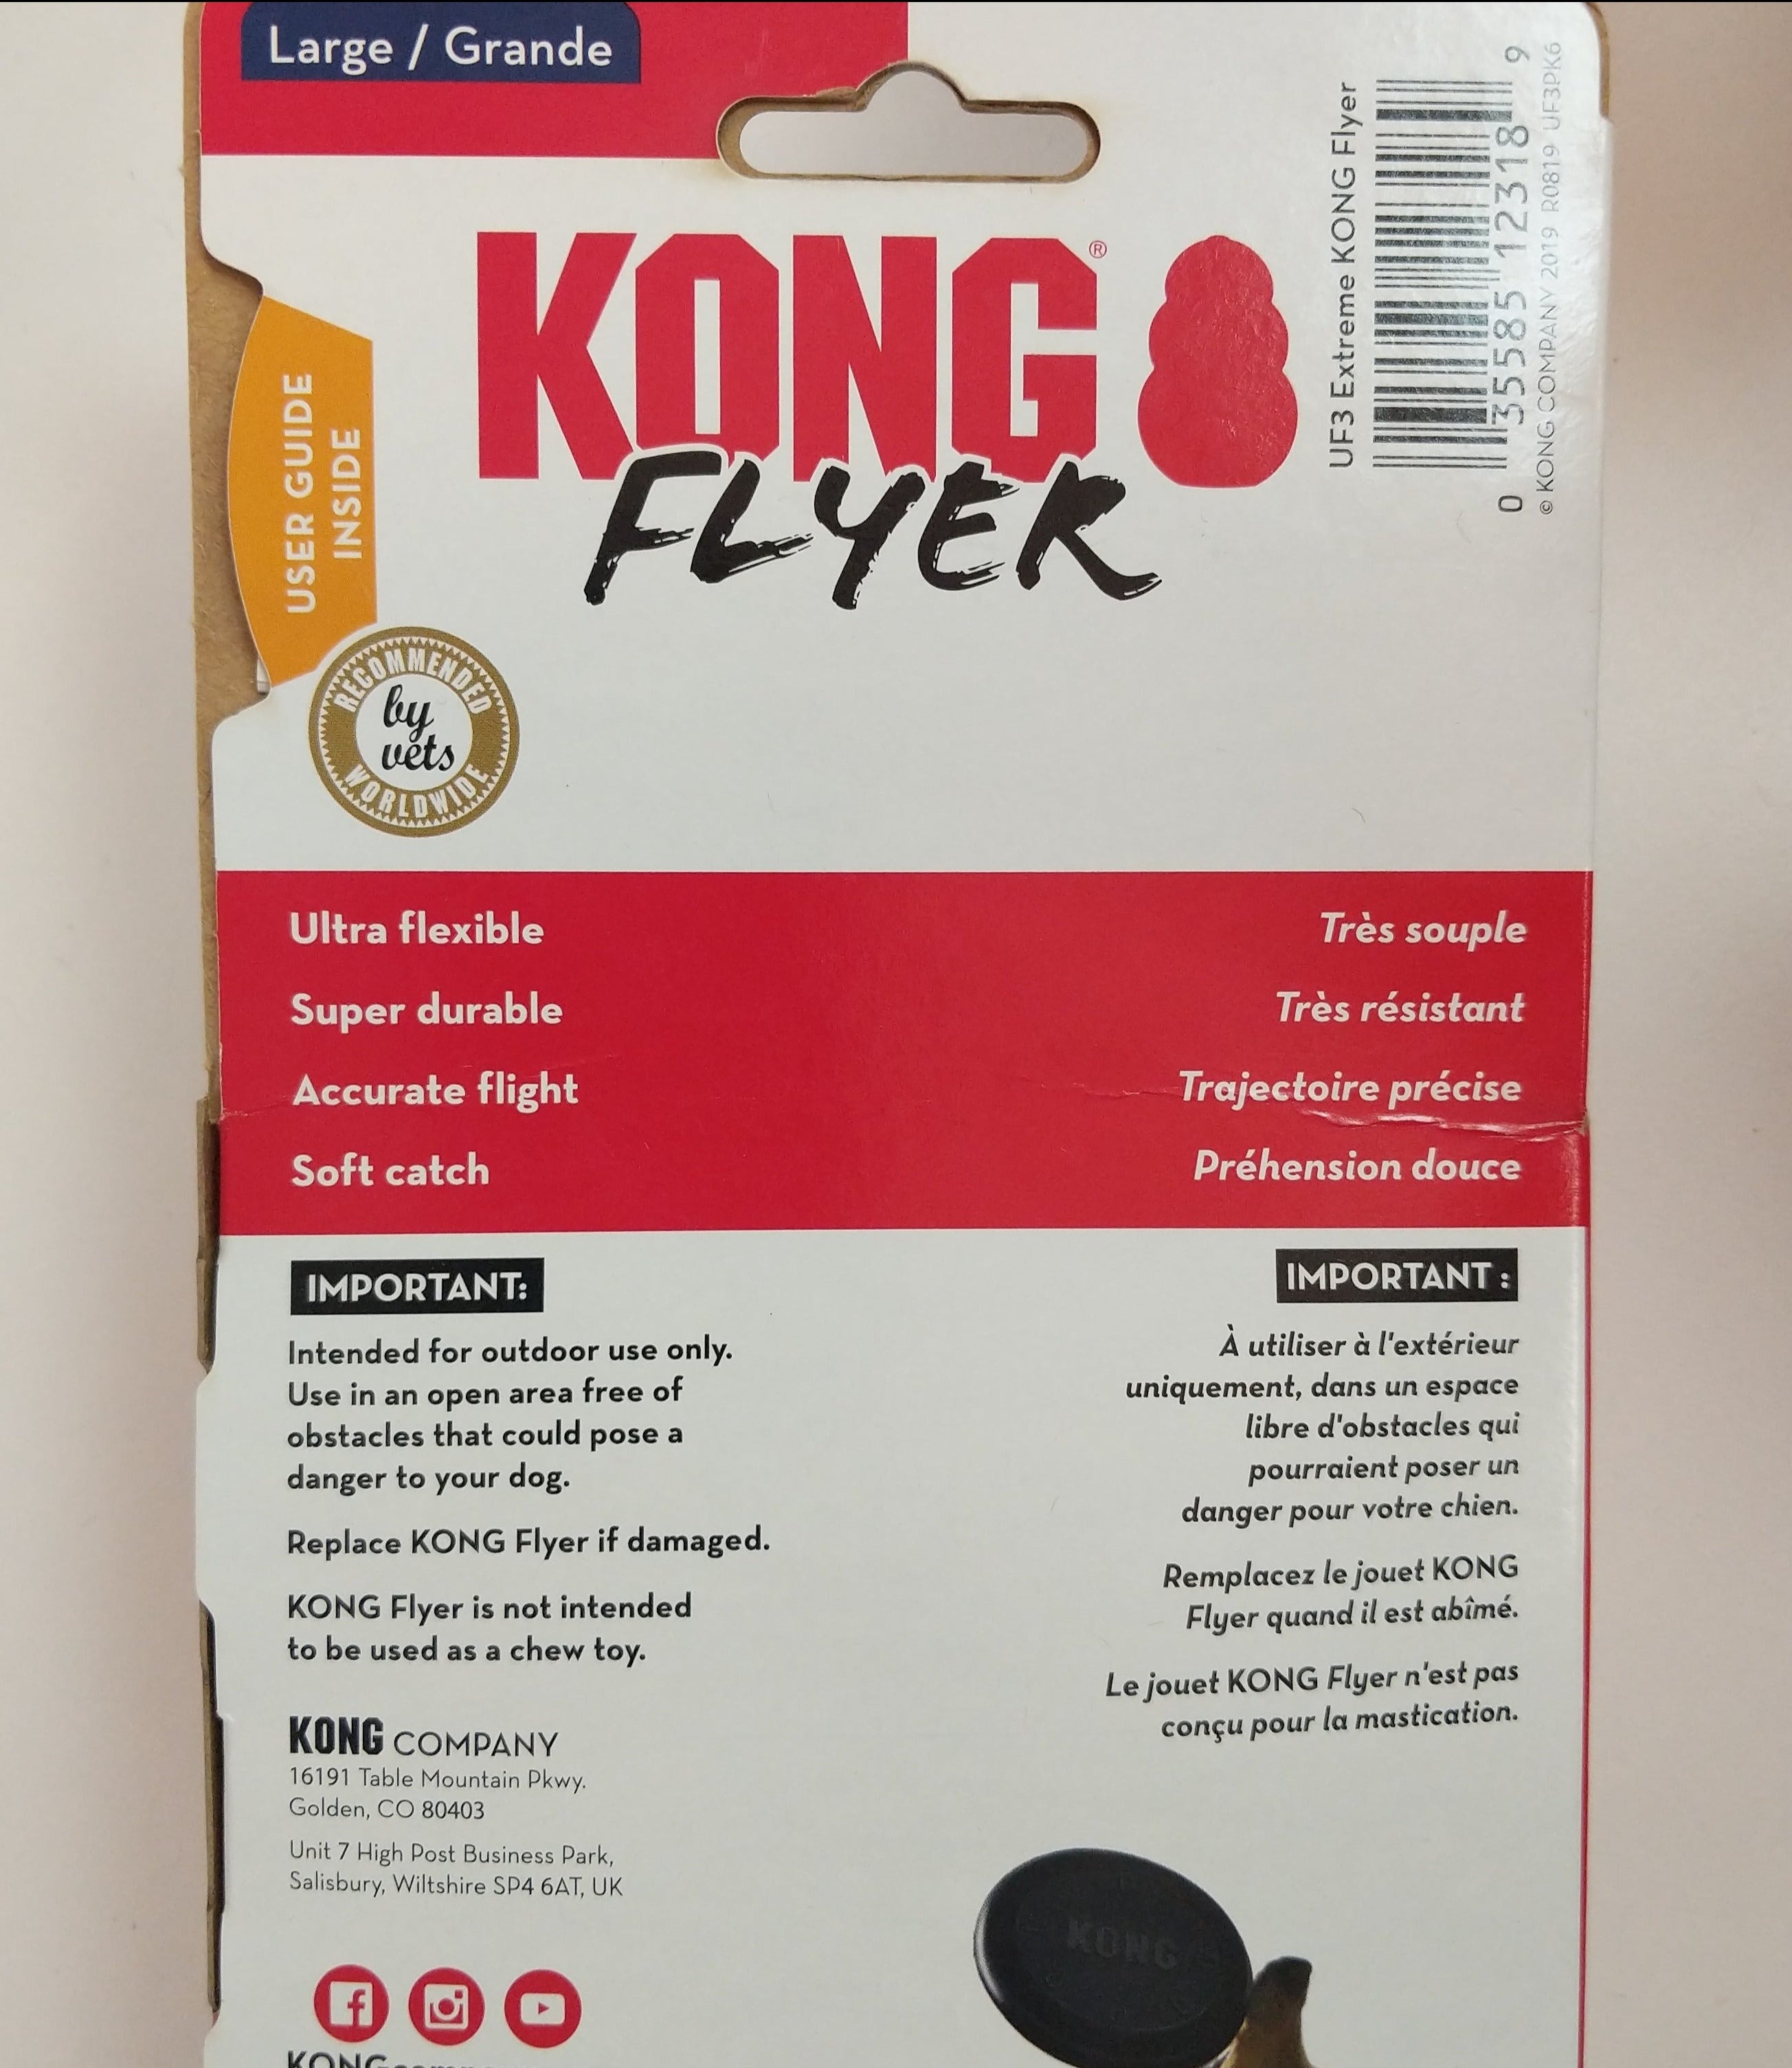 Large / Grande
UF3 Extreme KONG Flyer
0 35585 12318 9
© KONG COMPANY 2019 R0819 UF3PK6
KONG®
FLYER
USER GUIDE
INSIDE
RECOMMENDED
by
vets
WORLDWIDE
Ultra flexible
Super durable
Accurate flight
Soft catch
Très souple
Très résistant
Trajectoire précise
Préhension douce
IMPORTANT:
Intended for outdoor use only.
Use in an open area free of
obstacles that could pose a
danger to your dog.
Replace KONG Flyer if damaged.
KONG Flyer is not intended
to be used as a chew toy.
IMPORTANT :
À utiliser à l'extérieur
uniquement, dans un espace
libre d'obstacles qui
pourraient poser un
danger pour votre chien.
Remplacez le jouet KONG
Flyer quand il est abîmé.
Le jouet KONG Flyer n'est pas
conçu pour la mastication.
KONG COMPANY
16191 Table Mountain Pkwy.
Golden, CO 80403
Unit 7 High Post Business Park,
Salisbury, Wiltshire SP4 6AT, UK
KONG